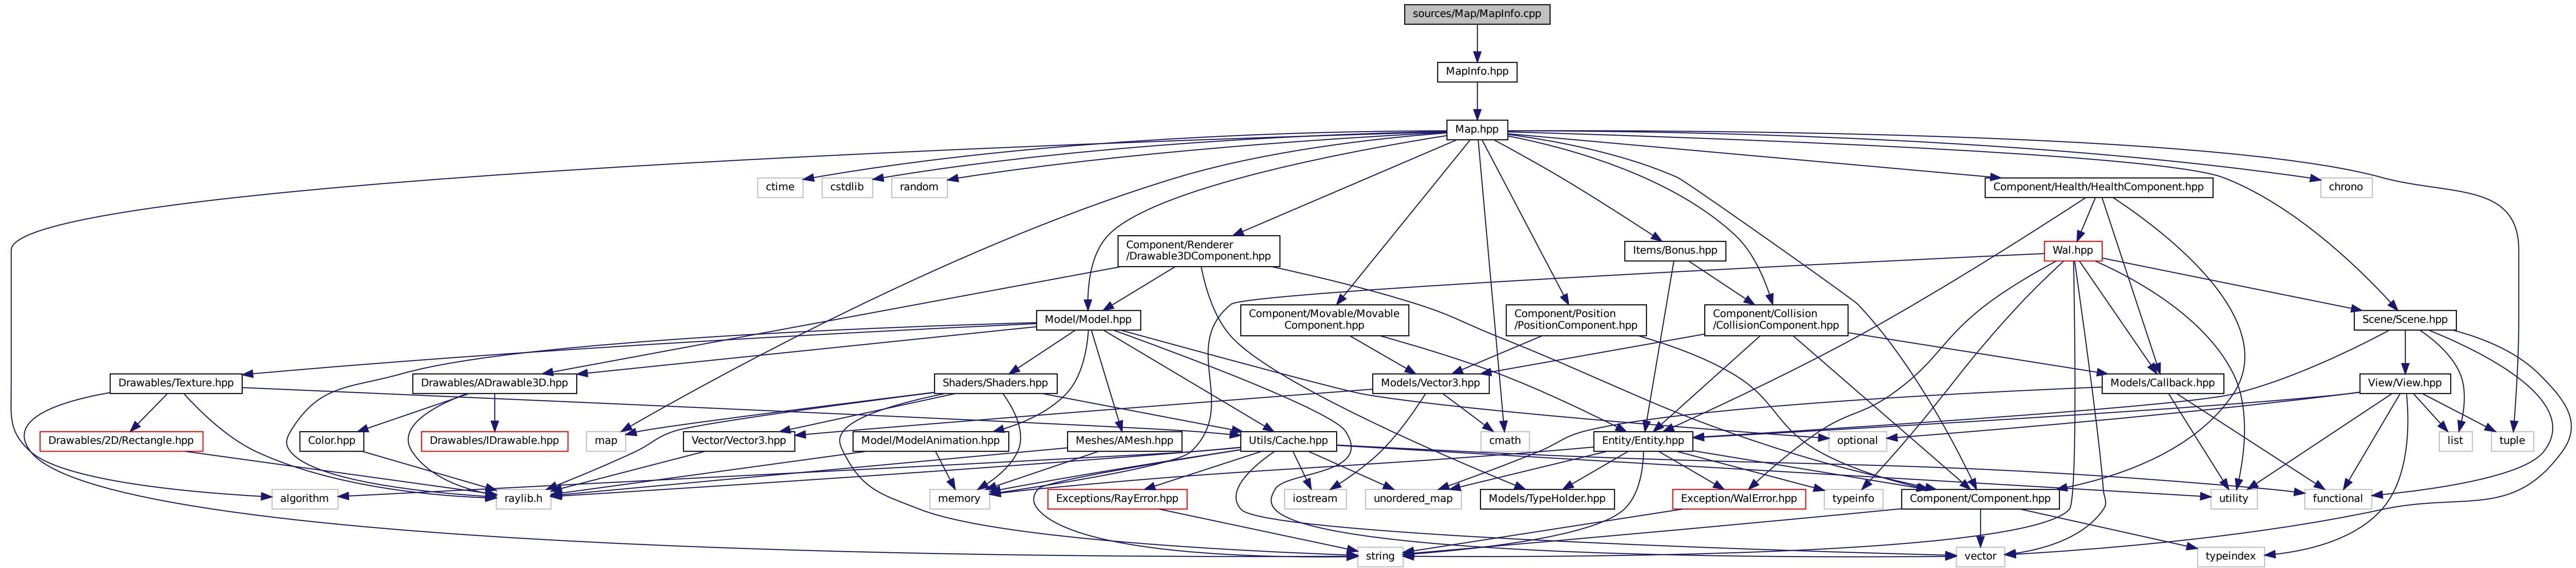 sources/Map/MapInfo.cpp
MapInfo.hpp
Map.hpp
ctime
cstdlib
random
Component/Health/HealthComponent.hpp
chrono
Component/Renderer
/Drawable3DComponent.hpp
Items/Bonus.hpp
Wal.hpp
Model/Model.hpp
Component/Movable/Movable
Component.hpp
Component/Position
/PositionComponent.hpp
Component/Collision
/CollisionComponent.hpp
Scene/Scene.hpp
Drawables/Texture.hpp
Drawables/ADrawable3D.hpp
Shaders/Shaders.hpp
Models/Vector3.hpp
Models/Callback.hpp
View/View.hpp
Drawables/2D/Rectangle.hpp
Color.hpp
Drawables/IDrawable.hpp
map
Vector/Vector3.hpp
Model/ModelAnimation.hpp
Meshes/AMesh.hpp
Utils/Cache.hpp
cmath
Entity/Entity.hpp
optional
list
tuple
algorithm
raylib.h
memory
Exceptions/RayError.hpp
iostream
unordered_map
Models/TypeHolder.hpp
Exception/WalError.hpp
typeinfo
Component/Component.hpp
utility
functional
string
vector
typeindex